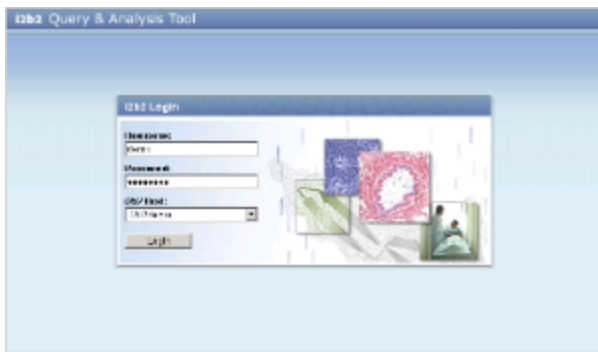 i2b2 Query & Analysis Tool
i2b2 Login
Username:
Password:
i2b2 Host:
Login